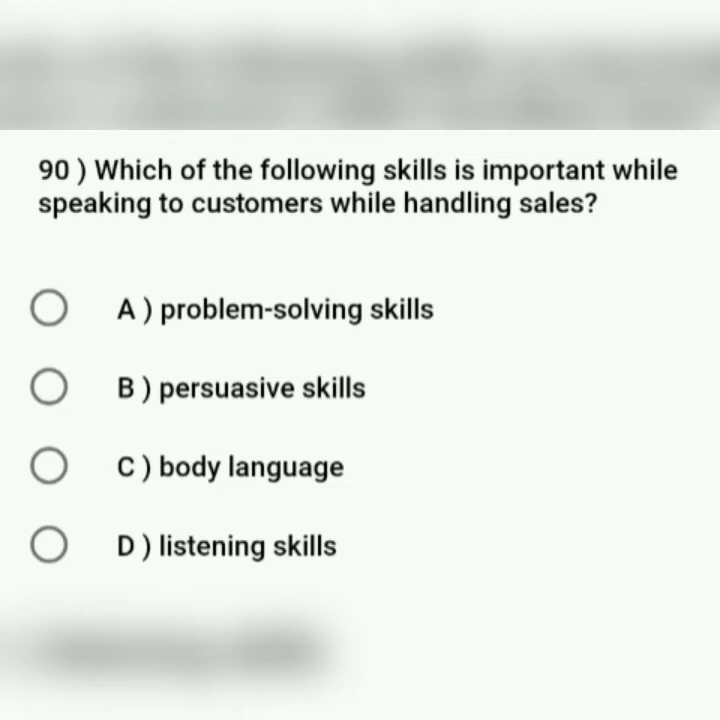 90 ) Which of the following skills is important while
speaking to customers while handling sales?
A ) problem-solving skills
B ) persuasive skills
C ) body language
D ) listening skills